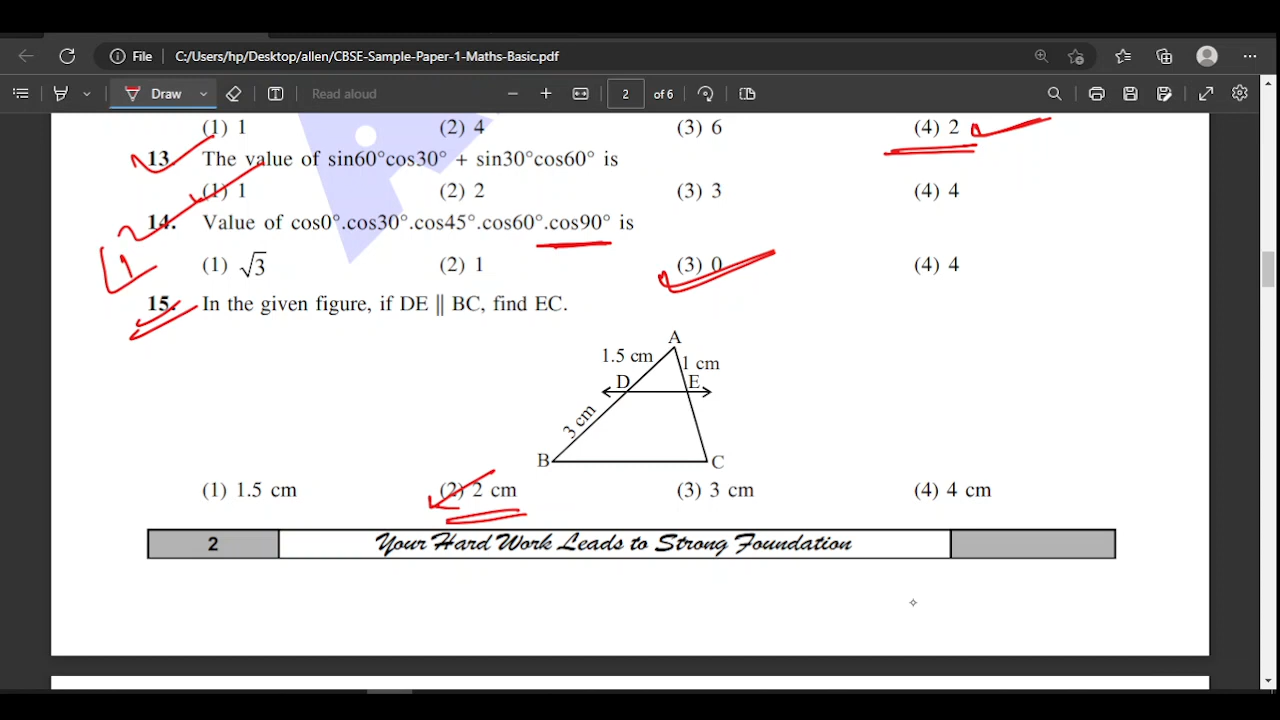 File C:/Users/hp/Desktop/allen/CBSE-Sample-Paper-1-Maths-Basic.pdf
Draw Read aloud 2 of 6
(1) 1 (2) 4 (3) 6 (4) 2
13. The value of sin60°cos30° + sin30°cos60° is
(1) 1 (2) 2 (3) 3 (4) 4
14. Value of cos0°.cos30°.cos45°.cos60°.cos90° is
(1) √3 (2) 1 (3) 0 (4) 4
15. In the given figure, if DE || BC, find EC.
A
1.5 cm 1 cm
D E
3 cm
B C
(1) 1.5 cm (2) 2 cm (3) 3 cm (4) 4 cm
2 Your Hard Work Leads to Strong Foundation